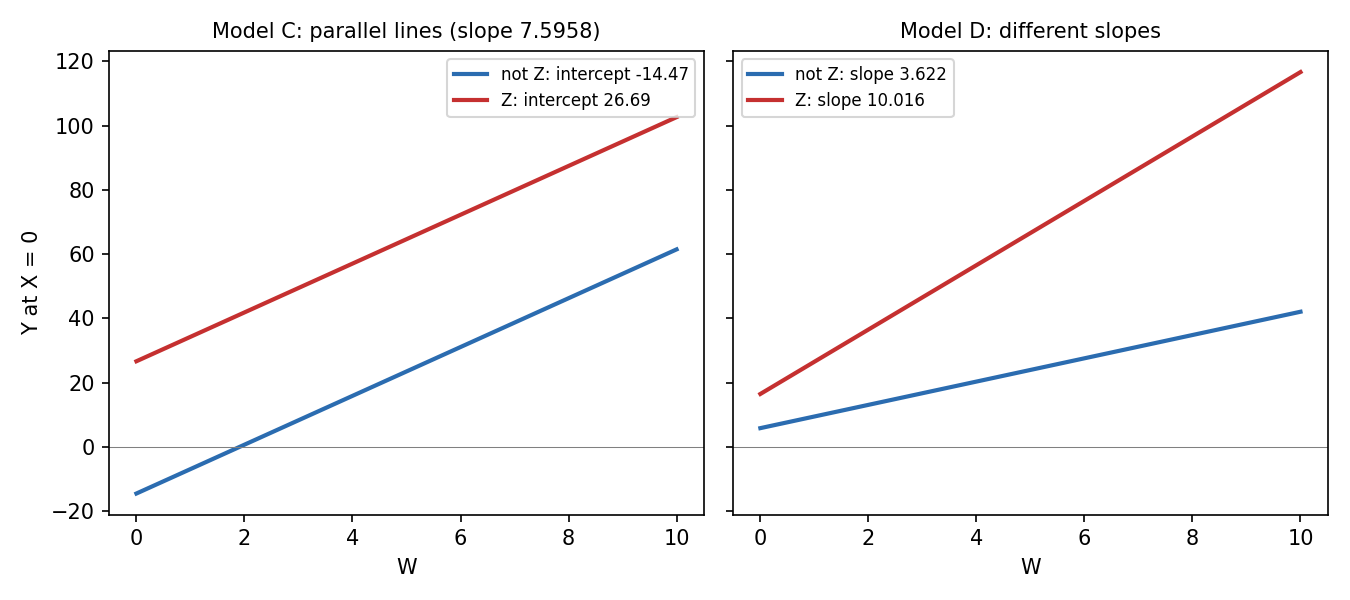 Model C: parallel lines (slope 7.5958)
not Z: intercept -14.47
Z: intercept 26.69
120
100
80
60
40
20
0
−20
Y at X = 0
0 2 4 6 8 10
W
Model D: different slopes
not Z: slope 3.622
Z: slope 10.016
0 2 4 6 8 10
W